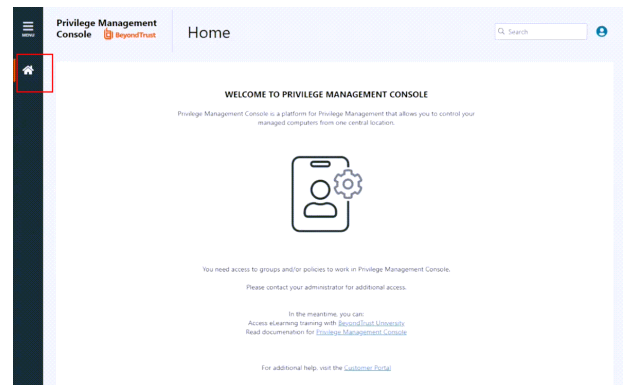 MENU
Privilege Management
Console BeyondTrust
Home
Search
WELCOME TO PRIVILEGE MANAGEMENT CONSOLE
Privilege Management Console is a platform for Privilege Management that allows you to control your
managed computers from one central location.
You need access to groups and/or policies to work in Privilege Management Console.
Please contact your administrator for additional access.
In the meantime, you can:
Access eLearning training with BeyondTrust University
Read documenation for Privilege Management Console
For additional help, visit the Customer Portal